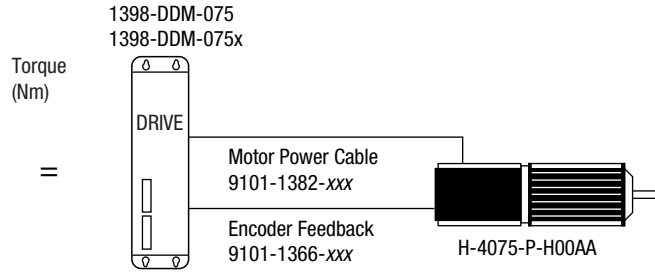 1398-DDM-075
1398-DDM-075x
Torque
(Nm)
DRIVE
=
Motor Power Cable
9101-1382-xxx
Encoder Feedback
9101-1366-xxx
H-4075-P-H00AA